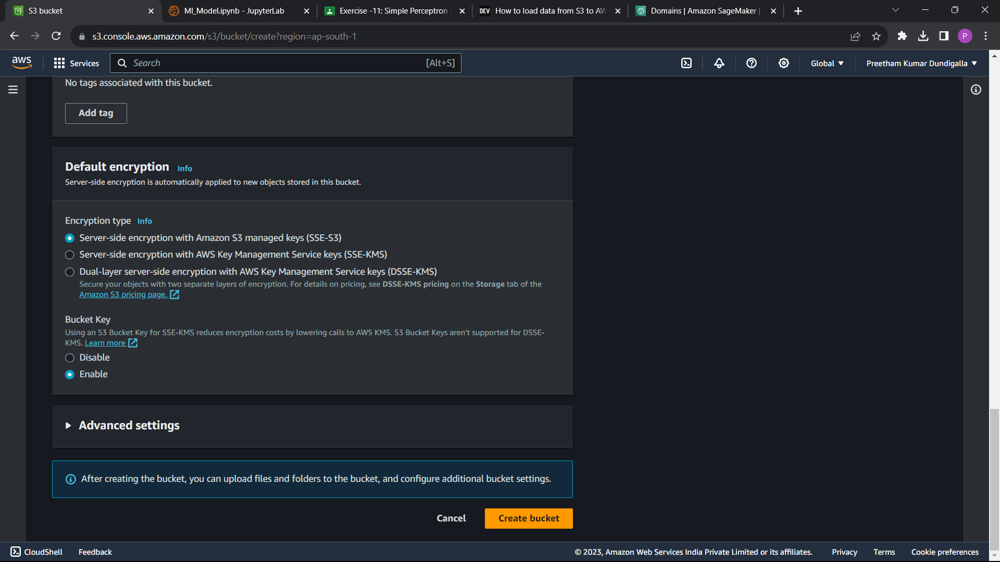 S3 bucket
Ml_Model.ipynb - JupyterLab
Exercise -11: Simple Perceptron
DEV How to load data from S3 to AW
Domains | Amazon SageMaker |
s3.console.aws.amazon.com/s3/bucket/create?region=ap-south-1
P
aws
Services
Search
[Alt+S]
Global
Preetham Kumar Dundigalla
No tags associated with this bucket.
Add tag
Default encryption Info
Server-side encryption is automatically applied to new objects stored in this bucket.
Encryption type Info
Server-side encryption with Amazon S3 managed keys (SSE-S3)
Server-side encryption with AWS Key Management Service keys (SSE-KMS)
Dual-layer server-side encryption with AWS Key Management Service keys (DSSE-KMS)
Secure your objects with two separate layers of encryption. For details on pricing, see DSSE-KMS pricing on the Storage tab of the
Amazon S3 pricing page.
Bucket Key
Using an S3 Bucket Key for SSE-KMS reduces encryption costs by lowering calls to AWS KMS. S3 Bucket Keys aren't supported for DSSE-
KMS. Learn more
Disable
Enable
Advanced settings
After creating the bucket, you can upload files and folders to the bucket, and configure additional bucket settings.
Cancel
Create bucket
CloudShell
Feedback
© 2023, Amazon Web Services India Private Limited or its affiliates.
Privacy
Terms
Cookie preferences